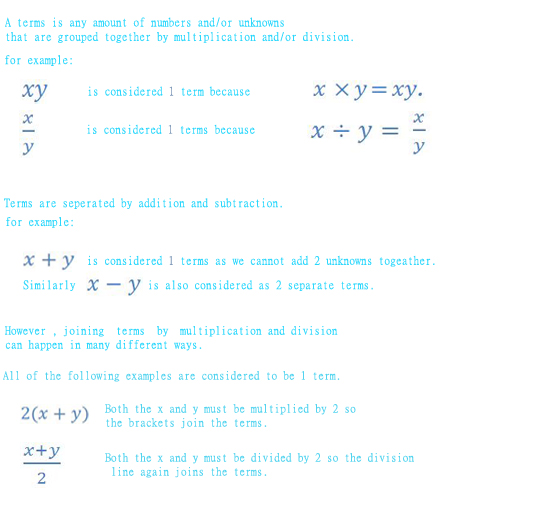 A terms is any amount of numbers and/or unknowns
that are grouped together by multiplication and/or division.
for example:
xy is considered 1 term because x × y = xy.
x/y is considered 1 terms because x ÷ y = x/y
Terms are seperated by addition and subtraction.
for example:
x + y is considered 1 terms as we cannot add 2 unknowns togeather.
Similarly x − y is also considered as 2 separate terms.
However , joining terms by multiplication and division
can happen in many different ways.
All of the following examples are considered to be 1 term.
2(x + y) Both the x and y must be multiplied by 2 so
the brackets join the terms.
x+y/2 Both the x and y must be divided by 2 so the division
line again joins the terms.